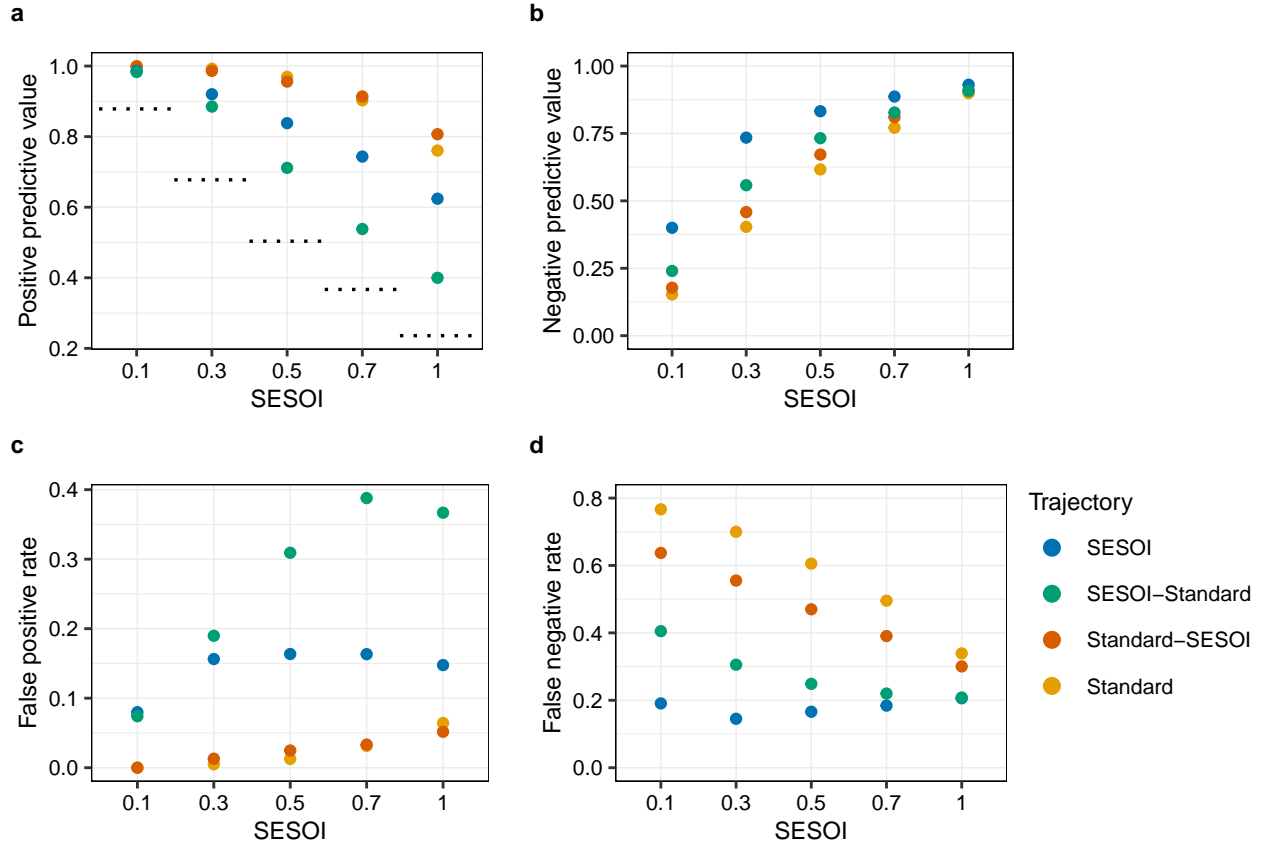 a
Positive predictive value
1.0
0.8
0.6
0.4
0.2
0.1 0.3 0.5 0.7 1
SESOI
b
Negative predictive value
1.00
0.75
0.50
0.25
0.00
0.1 0.3 0.5 0.7 1
SESOI
c
False positive rate
0.4
0.3
0.2
0.1
0.0
0.1 0.3 0.5 0.7 1
SESOI
d
False negative rate
0.8
0.6
0.4
0.2
0.0
0.1 0.3 0.5 0.7 1
SESOI
Trajectory
SESOI
SESOI−Standard
Standard−SESOI
Standard